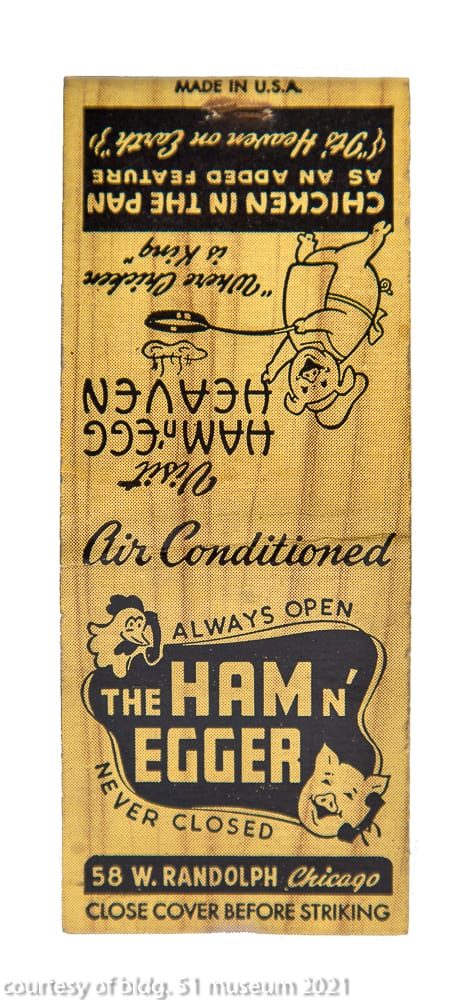 MADE IN U.S.A.
Visit
HAM n' EGG
HEAVEN
"Where Chicken
is King"
CHICKEN IN THE PAN
AS AN ADDED FEATURE
("It's Heaven on Earth")
Air Conditioned
ALWAYS OPEN
THE HAM N'
EGGER
NEVER CLOSED
58 W. RANDOLPH Chicago
CLOSE COVER BEFORE STRIKING
courtesy of bldg. 51 museum 2021